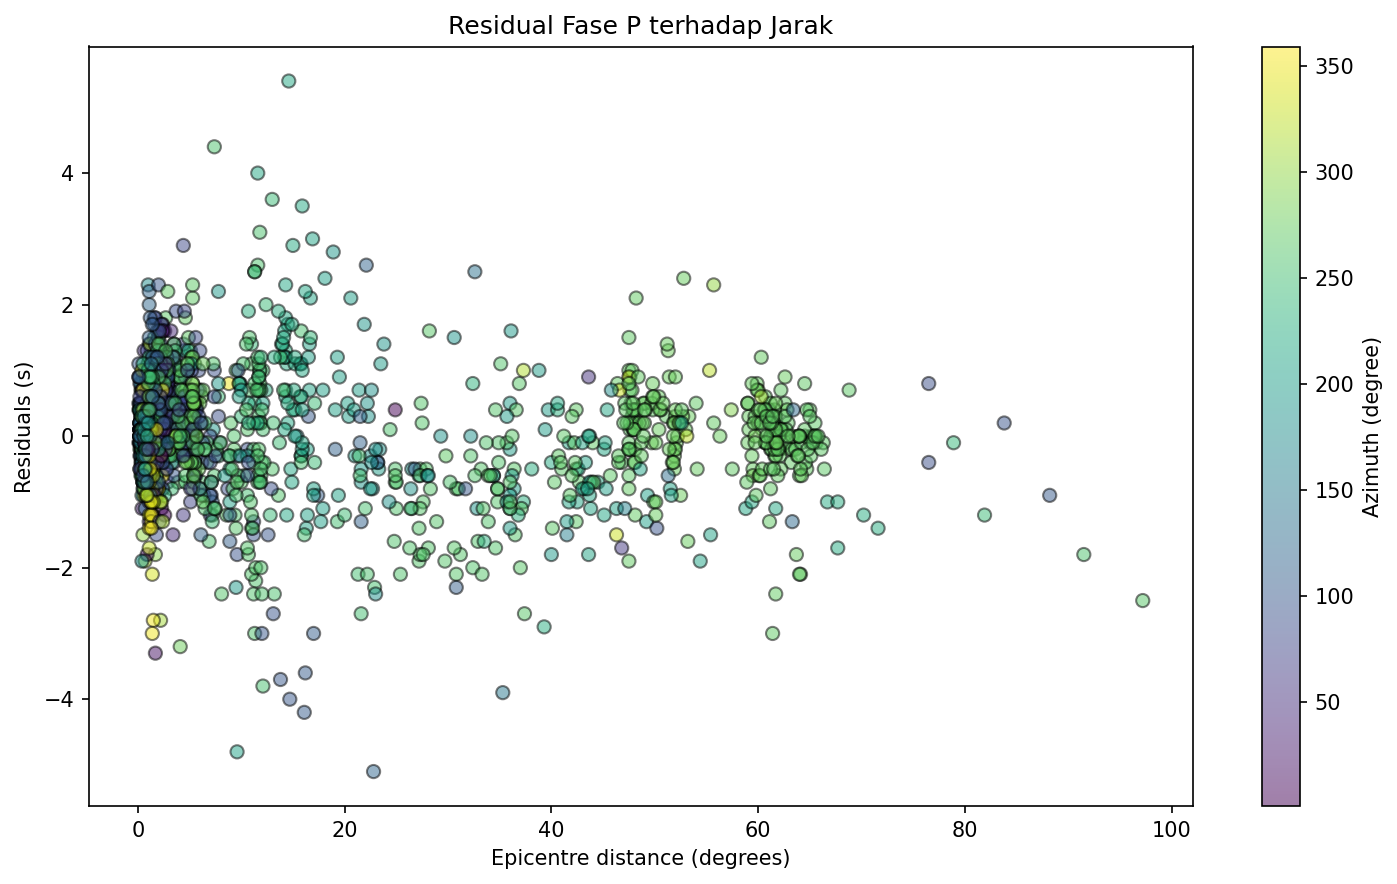 Residual Fase P terhadap Jarak
Residuals (s)
4
2
0
−2
−4
0 20 40 60 80 100
Epicentre distance (degrees)
350
300
250
200
150
100
50
Azimuth (degree)